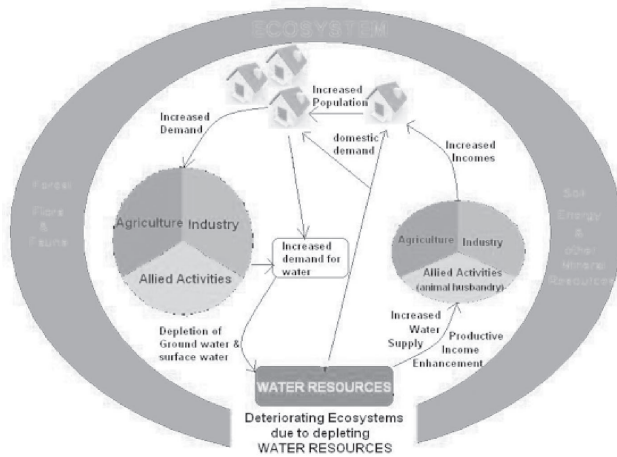 ECOSYSTEM
Increased
Population
Increased
Demand
domestic
demand
Increased
Incomes
Forest
Flora
&
Fauna
Soil
Energy
&
other
Mineral
Resources
Agriculture
Industry
Allied Activities
Increased
demand for
water
Agriculture
Industry
Allied Activities
(animal husbandry)
Depletion of
Ground water &
surface water
Increased
Water
Supply
Productive
Income
Enhancement
WATER RESOURCES
Deteriorating Ecosystems
due to depleting
WATER RESOURCES